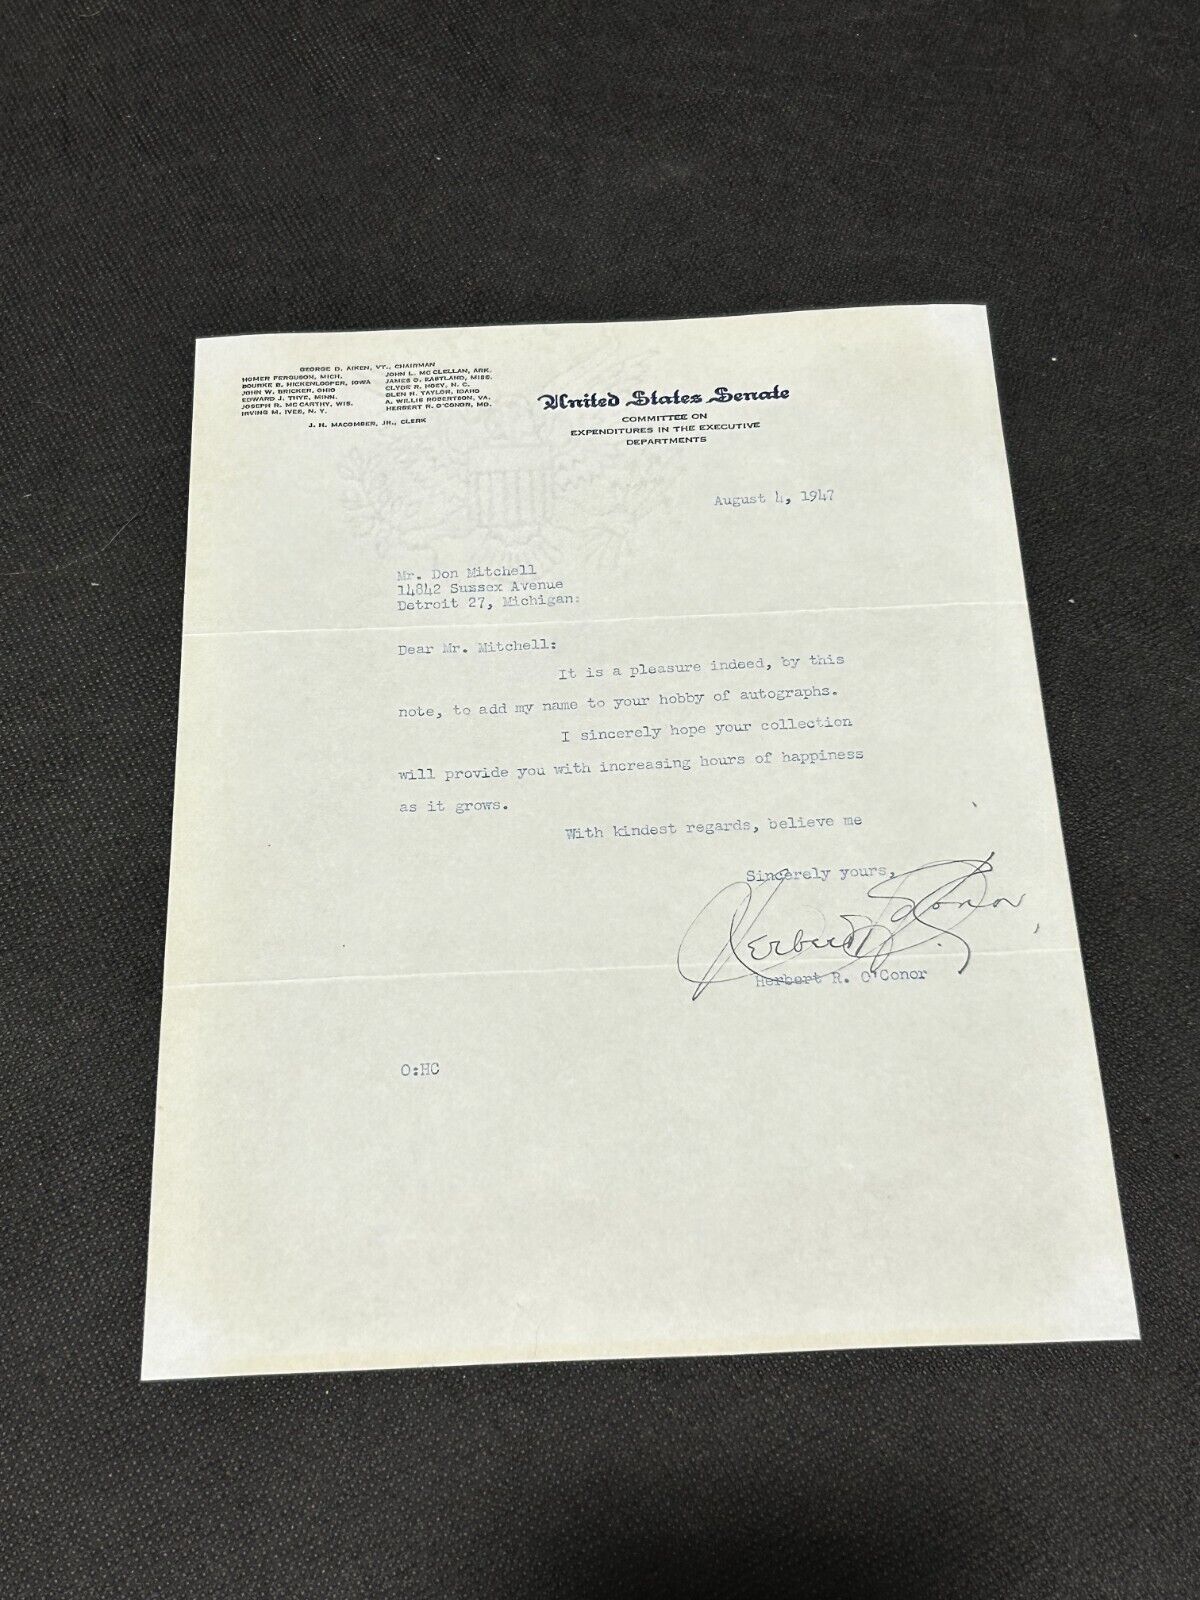 GEORGE D. AIKEN, VT., CHAIRMAN
HOMER FERGUSON, MICH. JOHN L. MC CLELLAN, ARK.
BOURKE B. HICKENLOOPER, IOWA JAMES O. EASTLAND, MISS.
JOHN W. BRICKER, OHIO CLYDE R. HOEY, N. C.
EDWARD J. THYE, MINN. GLEN H. TAYLOR, IDAHO
JOSEPH R. MC CARTHY, WIS. A. WILLIS ROBERTSON, VA.
IRVING M. IVES, N. Y. HERBERT R. O'CONOR, MD.
J. H. MACOMBER, JR., CLERK
United States Senate
COMMITTEE ON
EXPENDITURES IN THE EXECUTIVE
DEPARTMENTS
August 4, 1947
Mr. Don Mitchell
14842 Sussex Avenue
Detroit 27, Michigan:
Dear Mr. Mitchell:
It is a pleasure indeed, by this
note, to add my name to your hobby of autographs.
I sincerely hope your collection
will provide you with increasing hours of happiness
as it grows.
With kindest regards, believe me
Sincerely yours,
Herbert R. O'Conor
Herbert R. O'Conor
O:HC